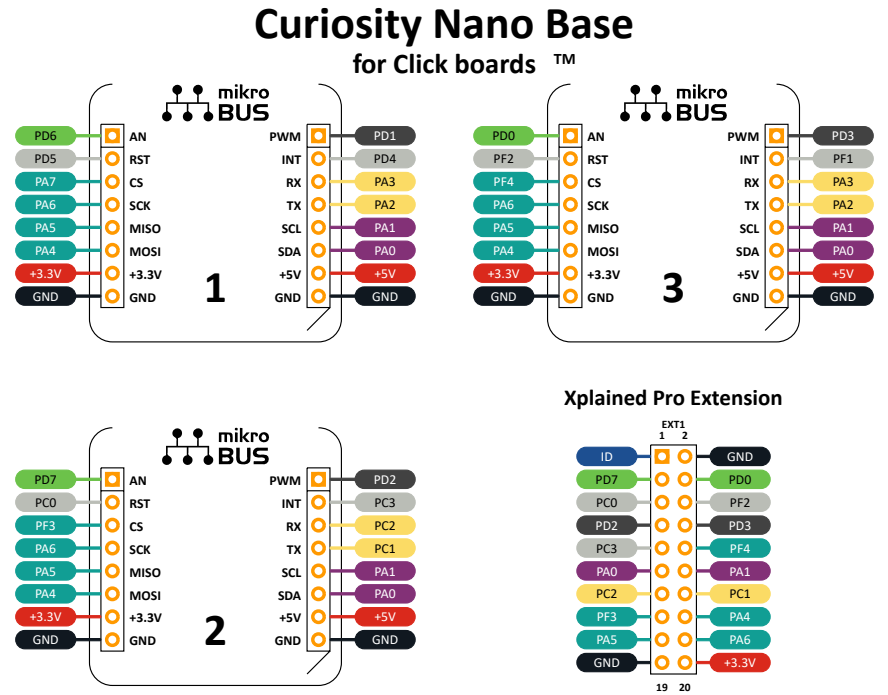 Curiosity Nano Base
for Click boards ™
mikro
BUS
PD6 AN PWM PD1
PD5 RST INT PD4
PA7 CS RX PA3
PA6 SCK TX PA2
PA5 MISO SCL PA1
PA4 MOSI SDA PA0
+3.3V +3.3V +5V +5V
GND GND GND GND
1
mikro
BUS
PD0 AN PWM PD3
PF2 RST INT PF1
PF4 CS RX PA3
PA6 SCK TX PA2
PA5 MISO SCL PA1
PA4 MOSI SDA PA0
+3.3V +3.3V +5V +5V
GND GND GND GND
3
mikro
BUS
PD7 AN PWM PD2
PC0 RST INT PC3
PF3 CS RX PC2
PA6 SCK TX PC1
PA5 MISO SCL PA1
PA4 MOSI SDA PA0
+3.3V +3.3V +5V +5V
GND GND GND GND
2
Xplained Pro Extension
EXT1
1 2
ID GND
PD7 PD0
PC0 PF2
PD2 PD3
PC3 PF4
PA0 PA1
PC2 PC1
PF3 PA4
PA5 PA6
GND +3.3V
19 20